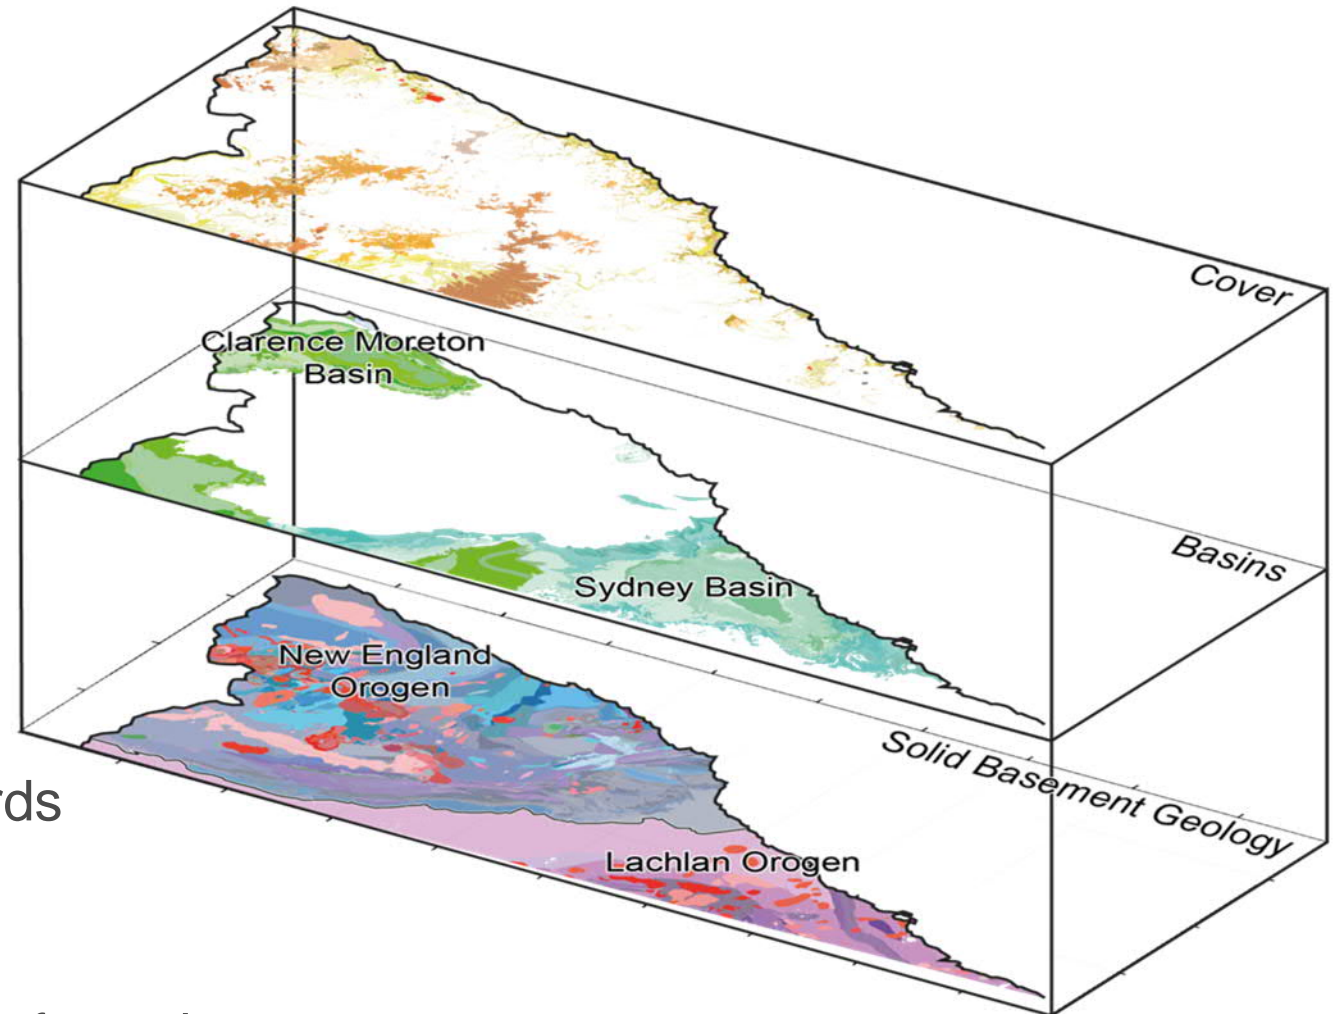 Cover
Clarence Moreton
Basin
Basins
Sydney Basin
New England
Orogen
Solid Basement Geology
rds
Lachlan Orogen